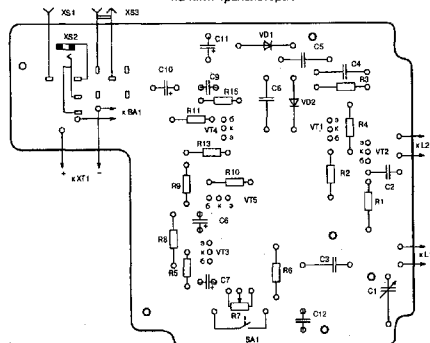 XS1 XS3
XS2
C11 VD1
C5
C4
R3
C10 C9
R15
C6
VD2
к BA1
R11
VT4
б к э
VT1
э к б
R4
VT2
э к б
к L2
R13
C2
к XT1
+ −
R9
R10
R2
R1
б к э
VT5
C6
R8
VT3
э к б
R5
C7
R6
C3
к L
C1
R7
C12
SA1